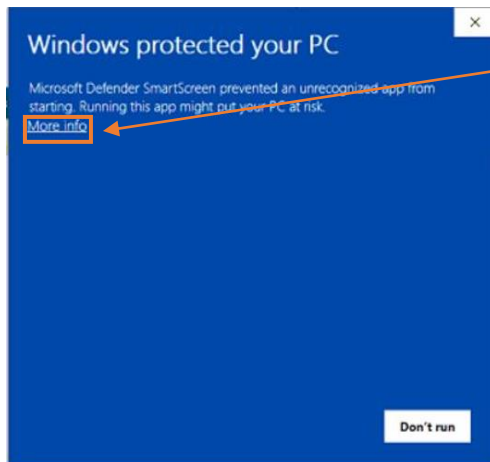 Windows protected your PC
Microsoft Defender SmartScreen prevented an unrecognized app from
starting. Running this app might put your PC at risk.
More info
Don't run